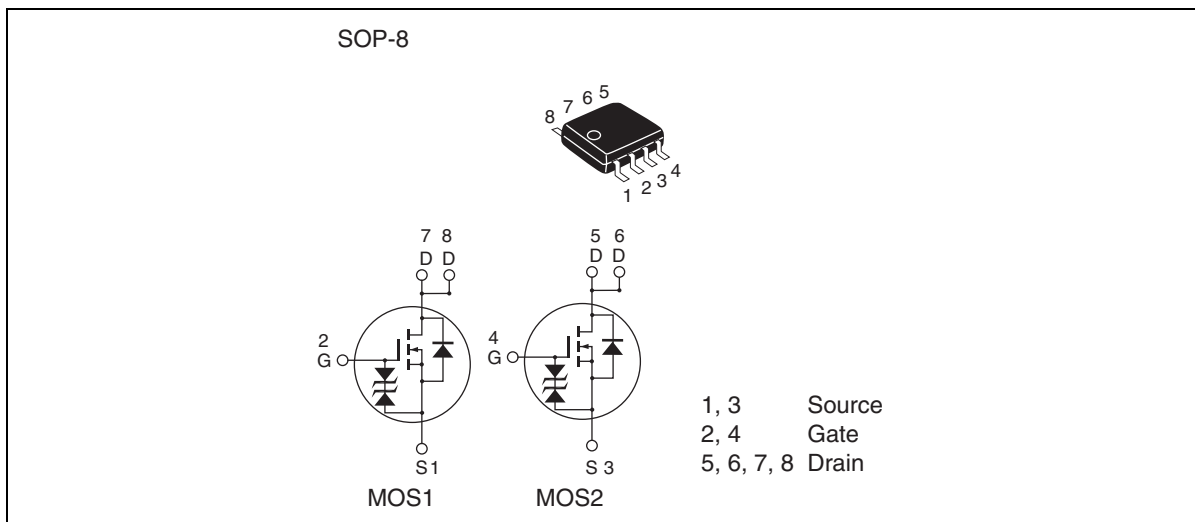 SOP-8
8 7 6 5
1 2 3 4
7 8
D D
2
G
S 1
MOS1
5 6
D D
4
G
S 3
MOS2
1, 3 Source
2, 4 Gate
5, 6, 7, 8 Drain